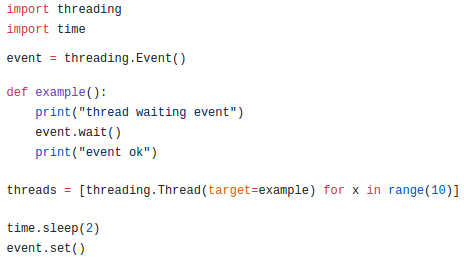 import threading
import time
event = threading.Event()
def example():
    print("thread waiting event")
    event.wait()
    print("event ok")
threads = [threading.Thread(target=example) for x in range(10)]
time.sleep(2)
event.set()